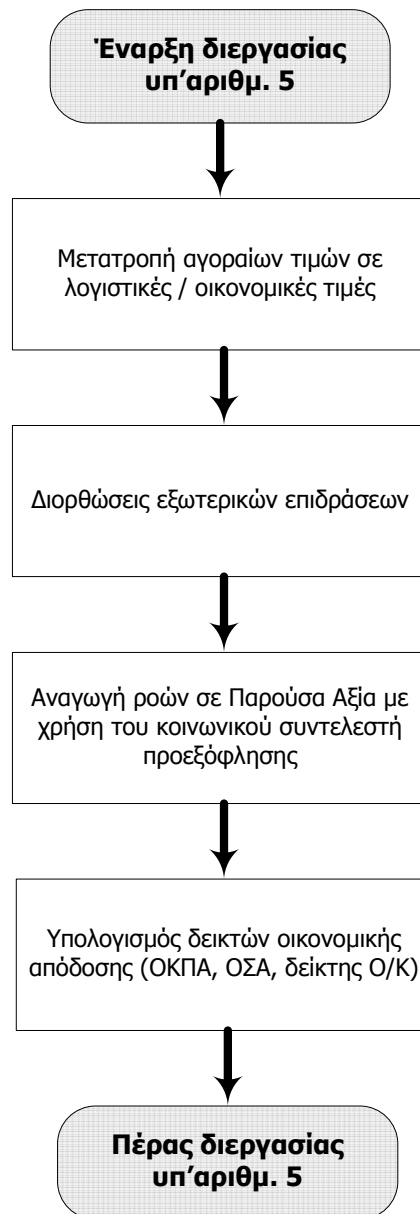 Έναρξη διεργασίας
υπ’αριθμ. 5
Μετατροπή αγοραίων τιμών σε
λογιστικές / οικονομικές τιμές
Διορθώσεις εξωτερικών επιδράσεων
Αναγωγή ροών σε Παρούσα Αξία με
χρήση του κοινωνικού συντελεστή
προεξόφλησης
Υπολογισμός δεικτών οικονομικής
απόδοσης (ΟΚΠΑ, ΟΣΑ, δείκτης Ο/Κ)
Πέρας διεργασίας
υπ’αριθμ. 5